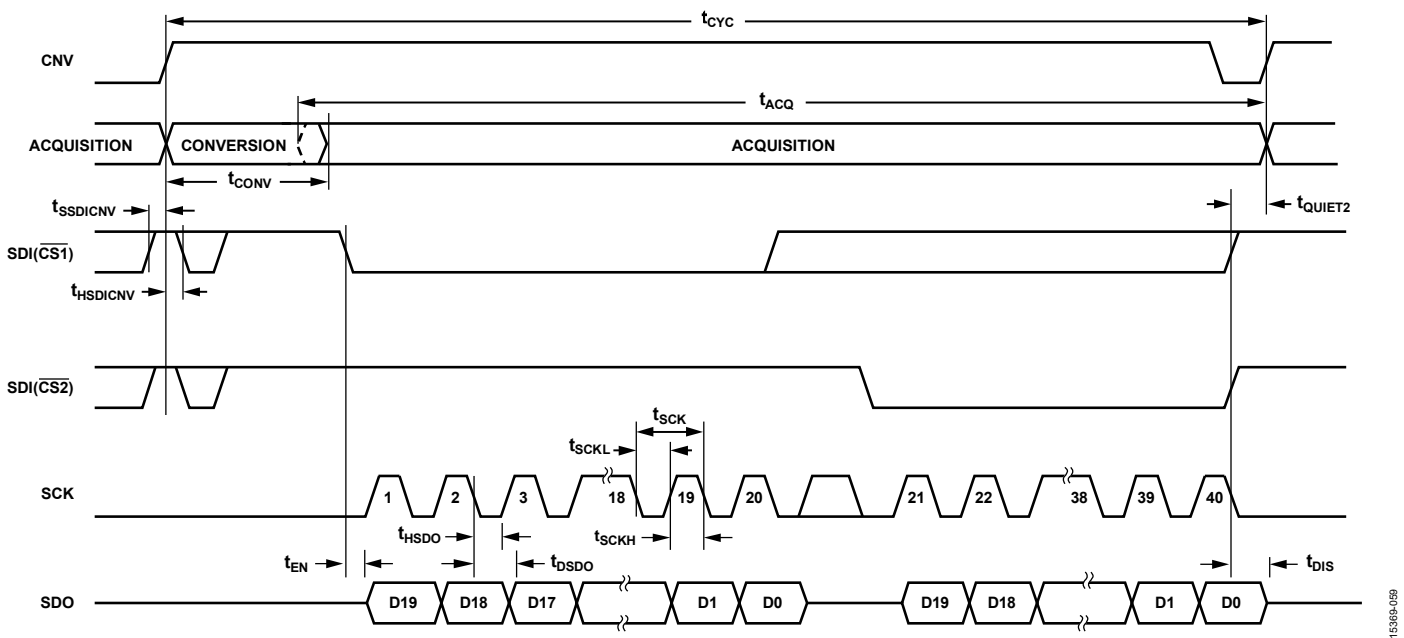 tCYC
CNV
tACQ
ACQUISITION CONVERSION ACQUISITION
tCONV
tSSDICNV tQUIET2
SDI(CS1)
tHSDICNV
SDI(CS2)
tSCK
tSCKL
SCK 1 2 3 18 19 20 21 22 38 39 40
tHSDO tSCKH
tEN tDSDO tDIS
SDO D19 D18 D17 D1 D0 D19 D18 D1 D0
15369-059